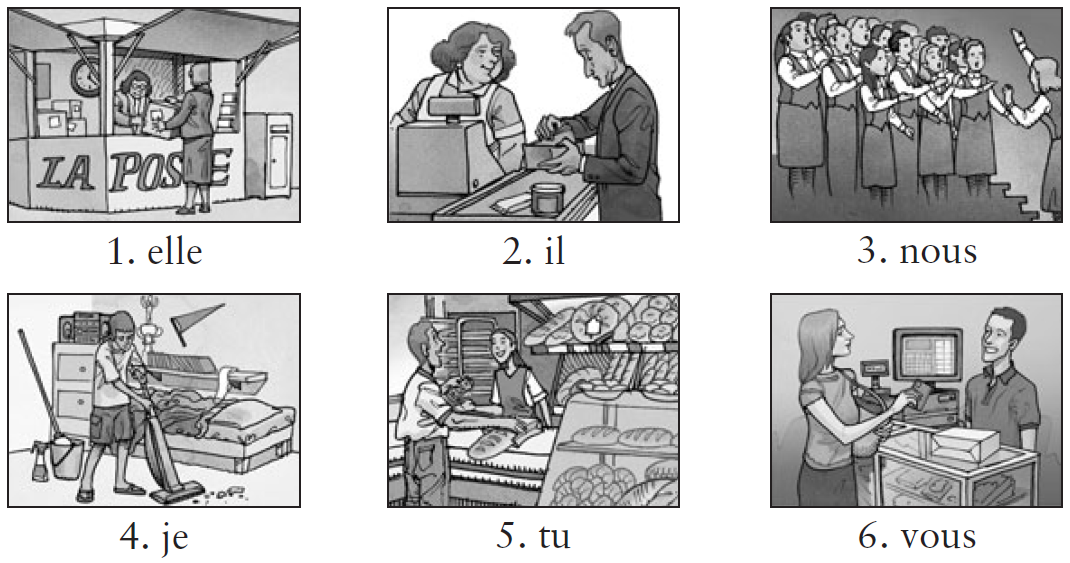 LA POSTE
1. elle
2. il
3. nous
4. je
5. tu
6. vous